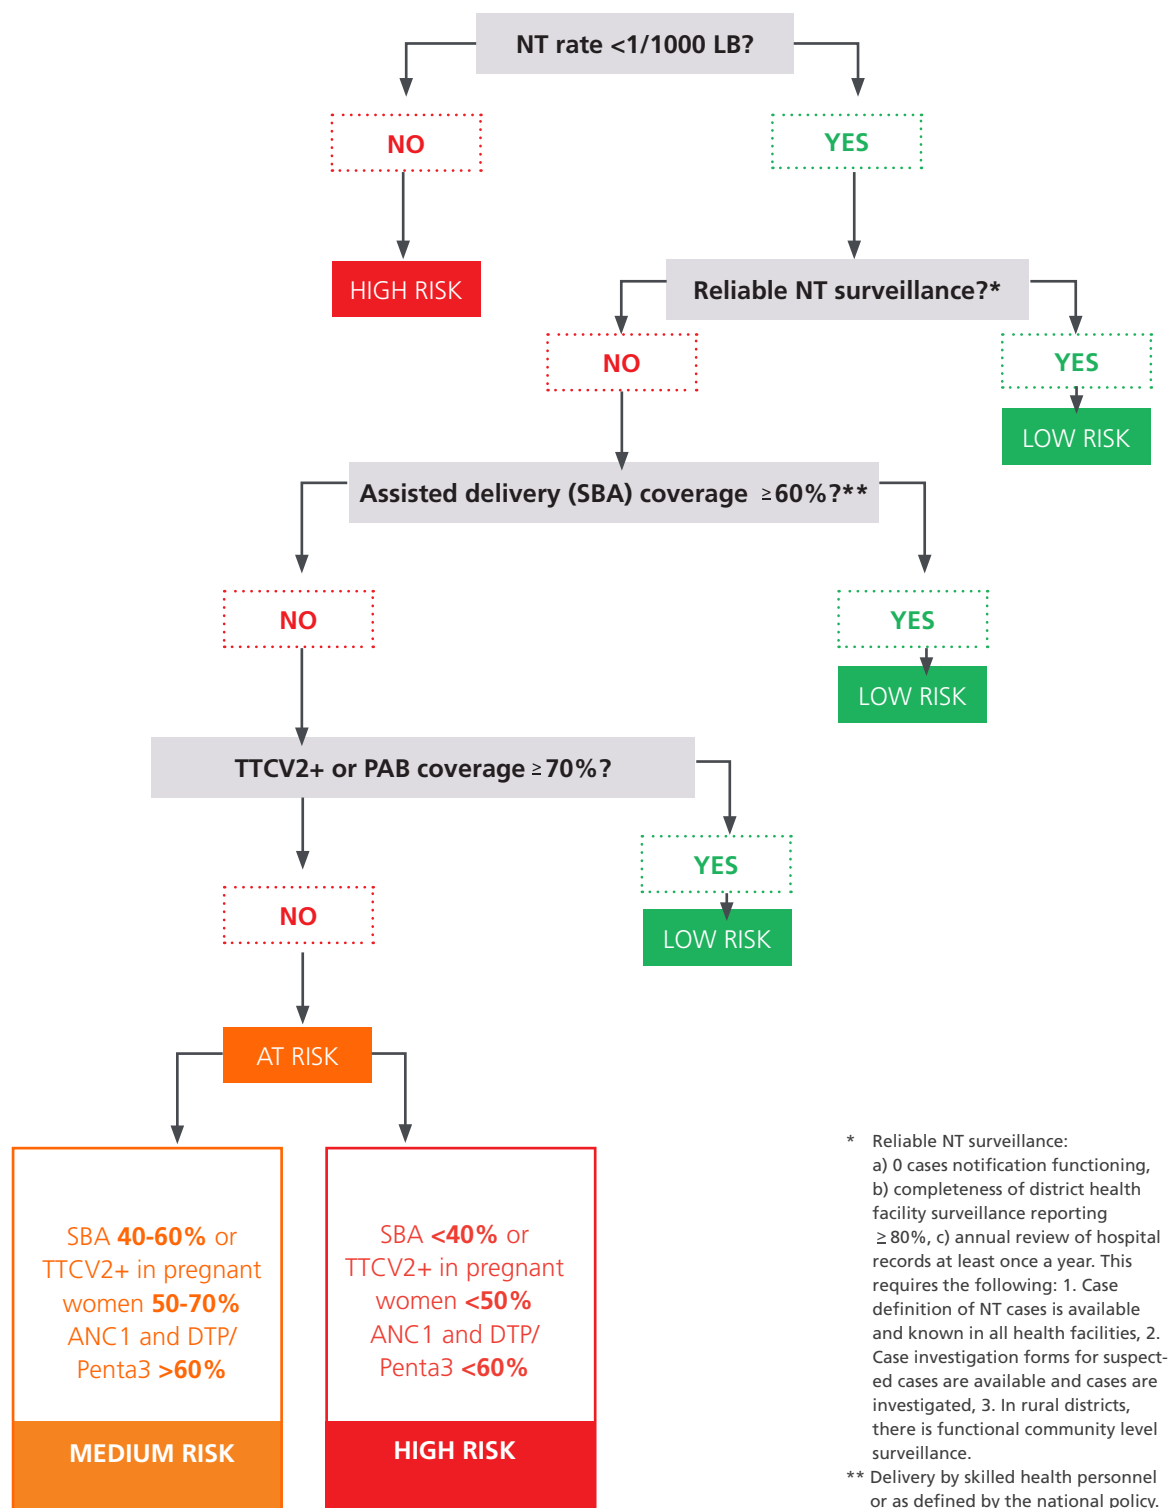 NT rate <1/1000 LB?
NO
YES
HIGH RISK
Reliable NT surveillance?*
NO
YES
LOW RISK
Assisted delivery (SBA) coverage ≥60%?**
NO
YES
LOW RISK
TTCV2+ or PAB coverage ≥70%?
YES
NO
LOW RISK
AT RISK
SBA 40-60% or
TTCV2+ in pregnant
women 50-70%
ANC1 and DTP/
Penta3 >60%
MEDIUM RISK
SBA <40% or
TTCV2+ in pregnant
women <50%
ANC1 and DTP/
Penta3 <60%
HIGH RISK
* Reliable NT surveillance:
a) 0 cases notification functioning,
b) completeness of district health
facility surveillance reporting
≥80%, c) annual review of hospital
records at least once a year. This
requires the following: 1. Case
definition of NT cases is available
and known in all health facilities, 2.
Case investigation forms for suspect-
ed cases are available and cases are
investigated, 3. In rural districts,
there is functional community level
surveillance.
** Delivery by skilled health personnel
or as defined by the national policy.